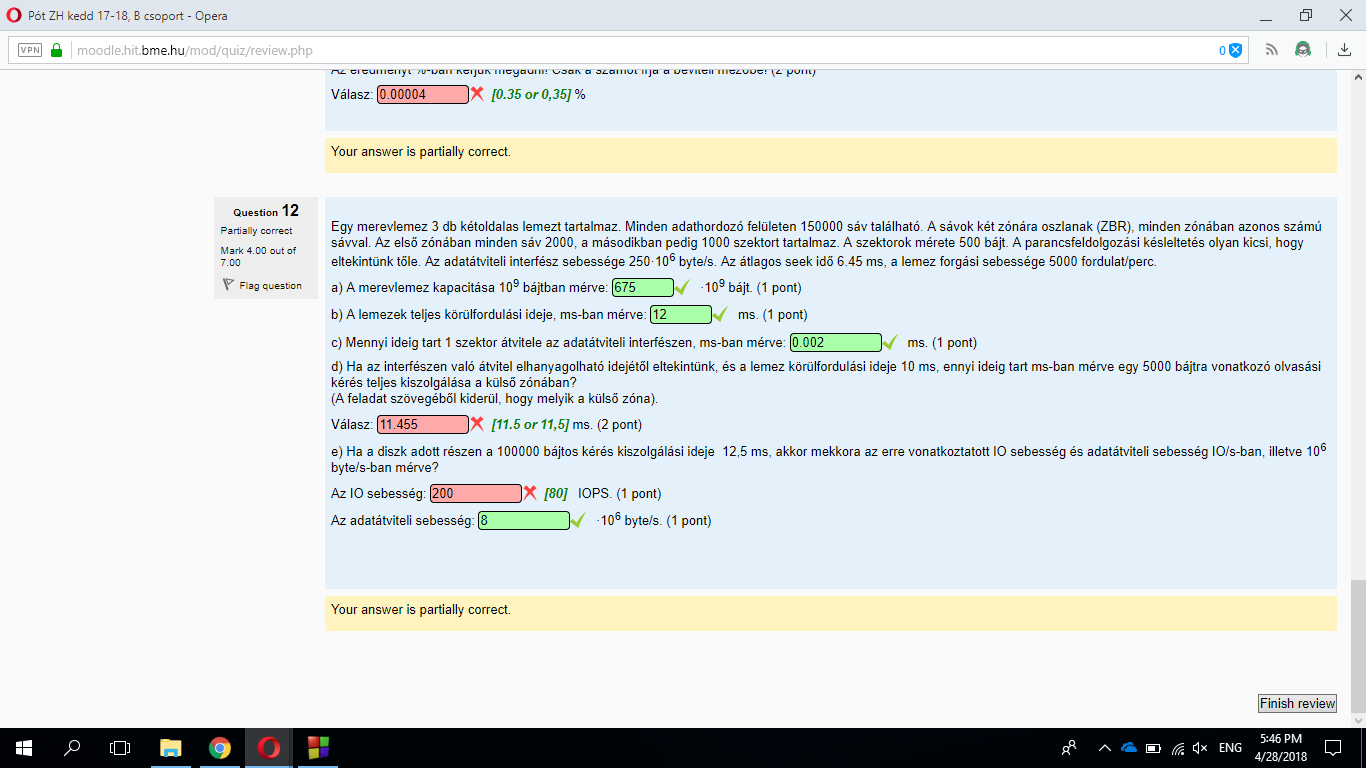 Pót ZH kedd 17-18, B csoport - Opera
VPN moodle.hit.bme.hu/mod/quiz/review.php 0
Az eredményt %-ban kérjük megadni! Csak a számot írja a beviteli mezőbe! (2 pont)
Válasz: 0.00004 [0.35 or 0,35] %
Your answer is partially correct.
Question 12
Partially correct
Mark 4.00 out of
7.00
Flag question
Egy merevlemez 3 db kétoldalas lemezt tartalmaz. Minden adathordozó felületen 150000 sáv található. A sávok két zónára oszlanak (ZBR), minden zónában azonos számú
sávval. Az első zónában minden sáv 2000, a másodikban pedig 1000 szektort tartalmaz. A szektorok mérete 500 bájt. A parancsfeldolgozási késleltetés olyan kicsi, hogy
eltekintünk tőle. Az adatátviteli interfész sebessége 250·10⁶ byte/s. Az átlagos seek idő 6.45 ms, a lemez forgási sebessége 5000 fordulat/perc.
a) A merevlemez kapacitása 10⁹ bájtban mérve: 675 ·10⁹ bájt. (1 pont)
b) A lemezek teljes körülfordulási ideje, ms-ban mérve: 12 ms. (1 pont)
c) Mennyi ideig tart 1 szektor átvitele az adatátviteli interfészen, ms-ban mérve: 0.002 ms. (1 pont)
d) Ha az interfészen való átvitel elhanyagolható idejétől eltekintünk, és a lemez körülfordulási ideje 10 ms, ennyi ideig tart ms-ban mérve egy 5000 bájtra vonatkozó olvasási
kérés teljes kiszolgálása a külső zónában?
(A feladat szövegéből kiderül, hogy melyik a külső zóna).
Válasz: 11.455 [11.5 or 11,5] ms. (2 pont)
e) Ha a diszk adott részen a 100000 bájtos kérés kiszolgálási ideje 12,5 ms, akkor mekkora az erre vonatkoztatott IO sebesség és adatátviteli sebesség IO/s-ban, illetve 10⁶
byte/s-ban mérve?
Az IO sebesség: 200 [80] IOPS. (1 pont)
Az adatátviteli sebesség: 8 ·10⁶ byte/s. (1 pont)
Your answer is partially correct.
Finish review
ENG
5:46 PM
4/28/2018